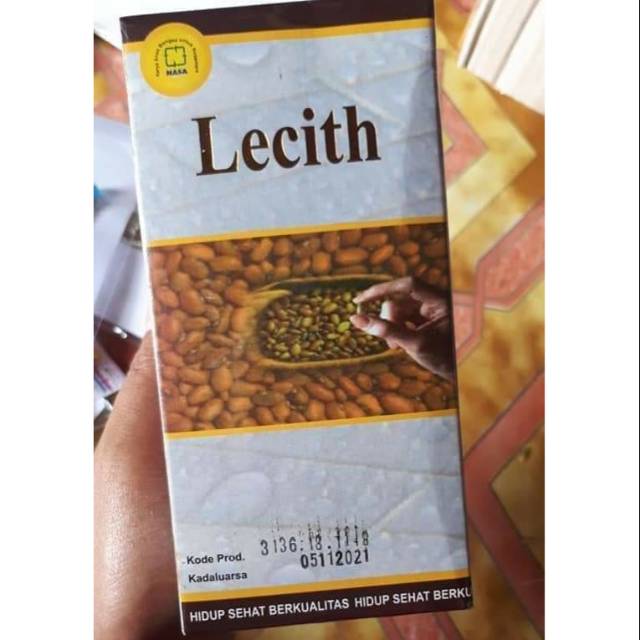 NASA
Lecith
Kode Prod. 3136.18.1118
Kadaluarsa 05112021
HIDUP SEHAT BERKUALITAS HIDUP SEHAT BERKU